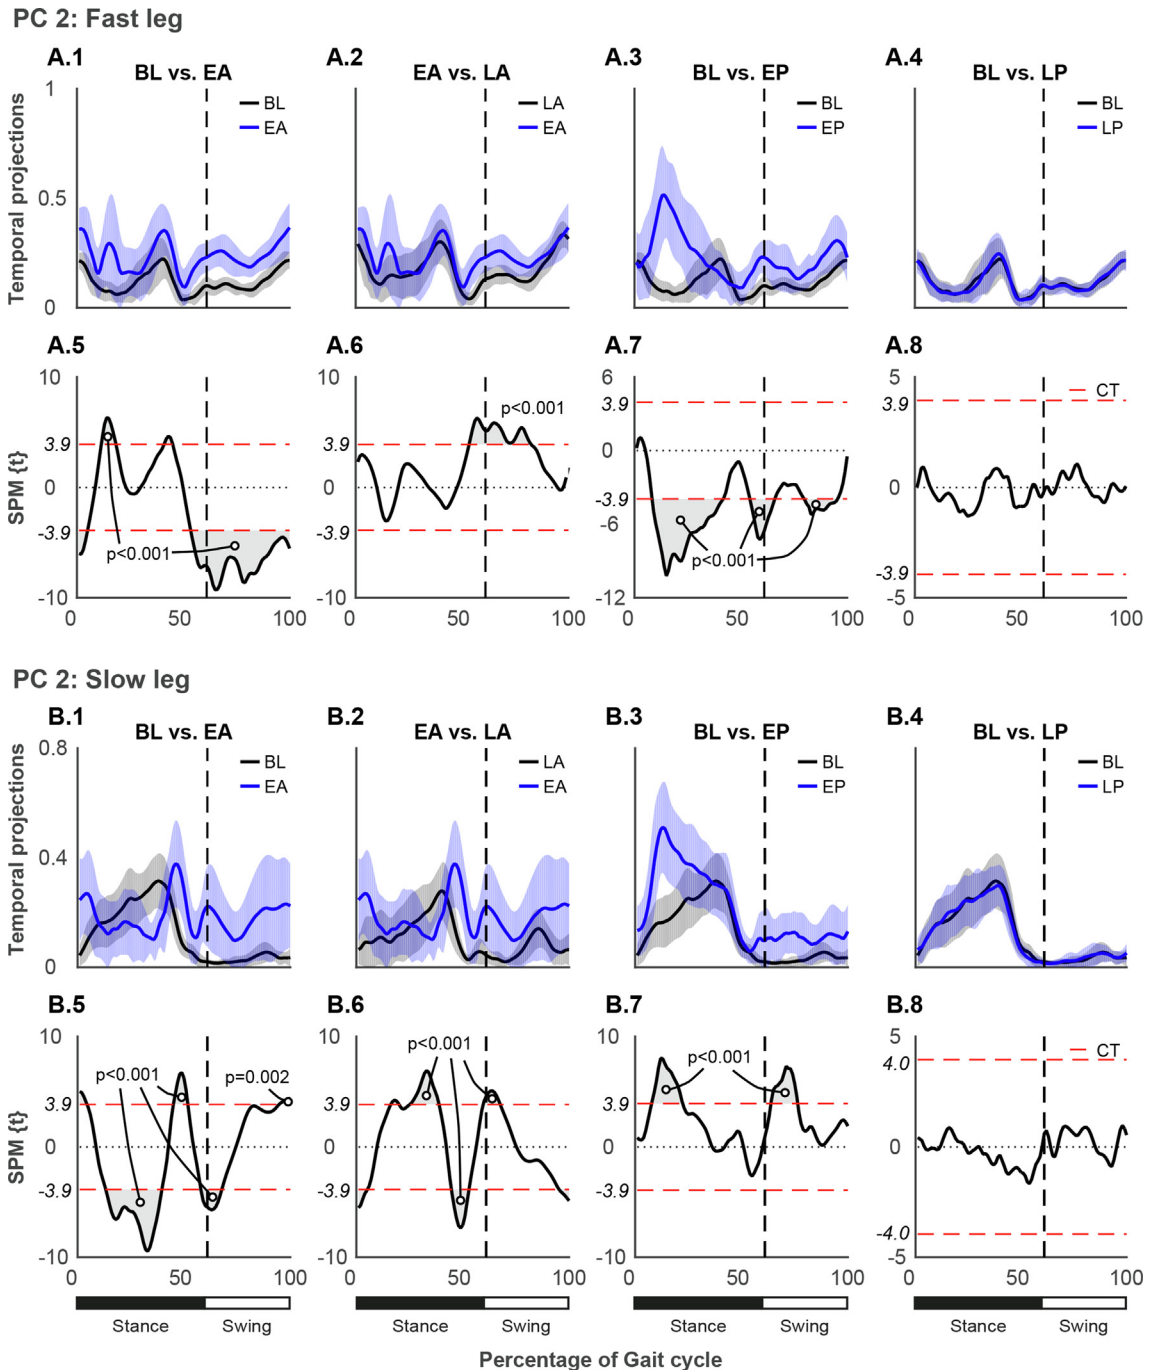 PC 2: Fast leg
A.1
A.2
A.3
A.4
BL vs. EA
EA vs. LA
BL vs. EP
BL vs. LP
Temporal projections
1
0.5
0
BL
EA
LA
EA
BL
EP
BL
LP
A.5
A.6
A.7
A.8
SPM {t}
10
3.9
0
-3.9
-10
p<0.001
0
50
100
10
3.9
0
-3.9
-10
p<0.001
0
50
100
6
3.9
0
-3.9
-6
-12
p<0.001
0
50
100
5
3.9
0
-3.9
-5
CT
0
50
100
PC 2: Slow leg
B.1
B.2
B.3
B.4
BL vs. EA
EA vs. LA
BL vs. EP
BL vs. LP
Temporal projections
0.8
0.4
0
BL
EA
LA
EA
BL
EP
BL
LP
B.5
B.6
B.7
B.8
SPM {t}
10
3.9
0
-3.9
-10
p<0.001
p=0.002
0
50
100
10
3.9
0
-3.9
-10
p<0.001
0
50
100
10
3.9
0
-3.9
-10
p<0.001
0
50
100
5
4.0
0
-4.0
-5
CT
0
50
100
Stance
Swing
Stance
Swing
Stance
Swing
Stance
Swing
Percentage of Gait cycle